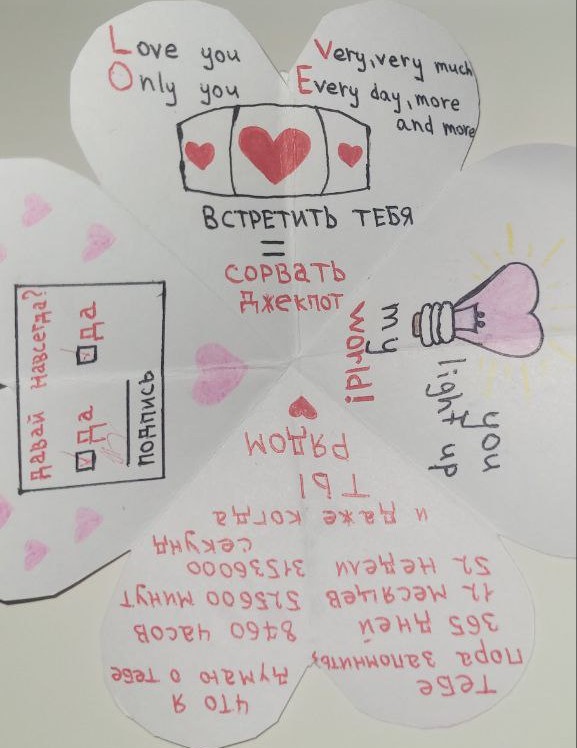 Love you
Only you
Very, very much
Every day, more
and more
ВСТРЕТИТЬ ТЕБЯ
=
СОРВАТЬ
Джекпот
you
light up
my
world!
Тебе
пора запомнить,
что я
думаю о тебе
365 дней
8760 часов
12 месяцев
525600 минут
52 недели
31536000
секунд
и даже когда
ТЫ
РЯДОМ
Давай навсегда?
да
да
подпись